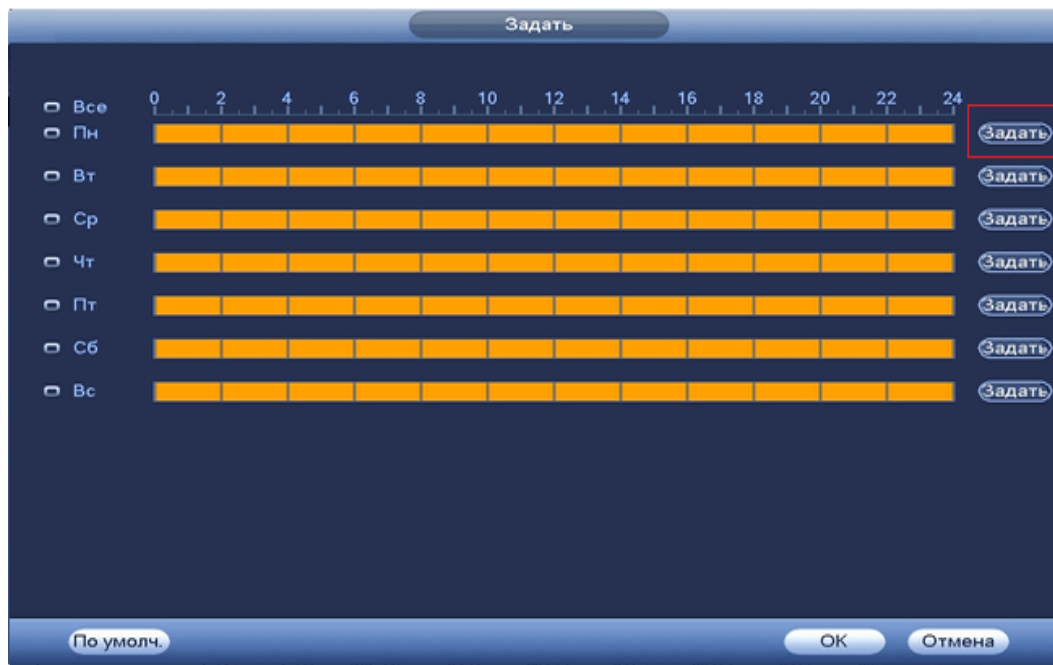 Задать
Все 0 2 4 6 8 10 12 14 16 18 20 22 24
Пн Задать
Вт Задать
Ср Задать
Чт Задать
Пт Задать
Сб Задать
Вс Задать
По умолч. OK Отмена